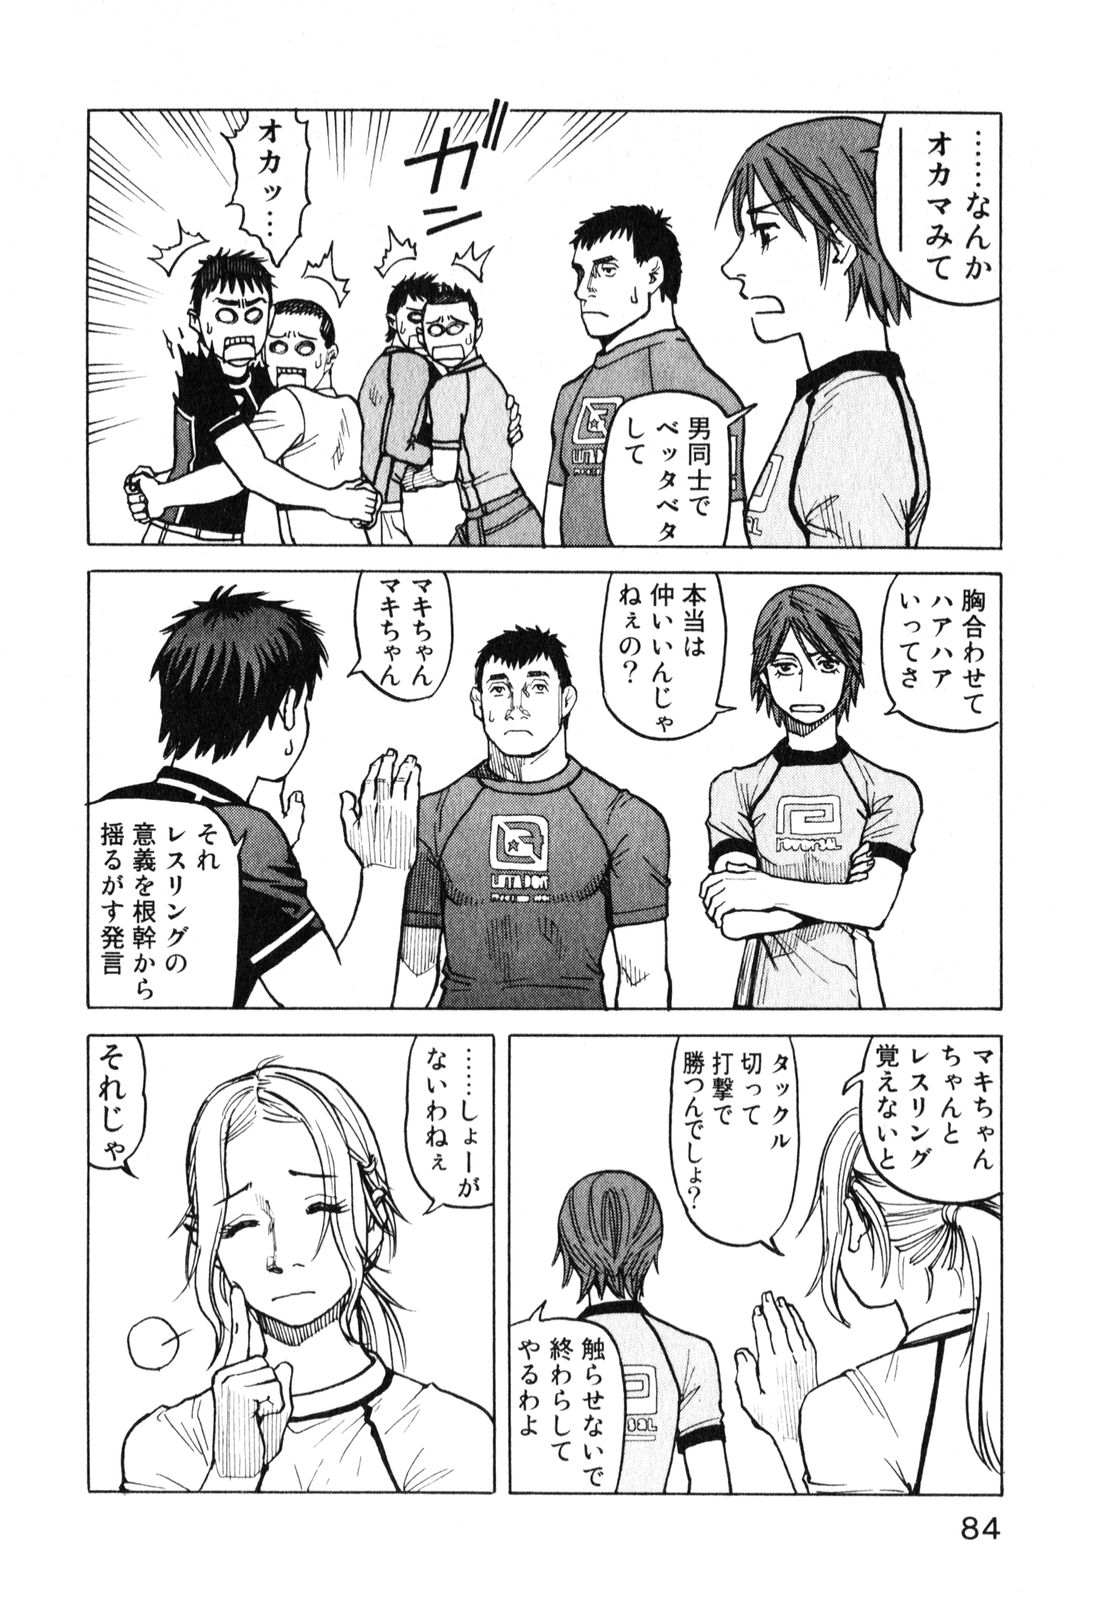 ……なんか
オカマみてーー
男同士で
ベッタベタ
して
ガーン
オカッ…
胸合わせて
ハアハア
いってさ
本当は
仲いいんじゃ
ねぇの?
マキちゃん
マキちゃん
それ
レスリングの
意義を根幹から
揺るがす発言
マキちゃん
ちゃんと
レスリング
覚えないと
タックル
切って
打撃で
勝つんでしょ?
触らせないで
終わらして
やるわよ
……しょーが
ないわねぇ
それじゃ
84